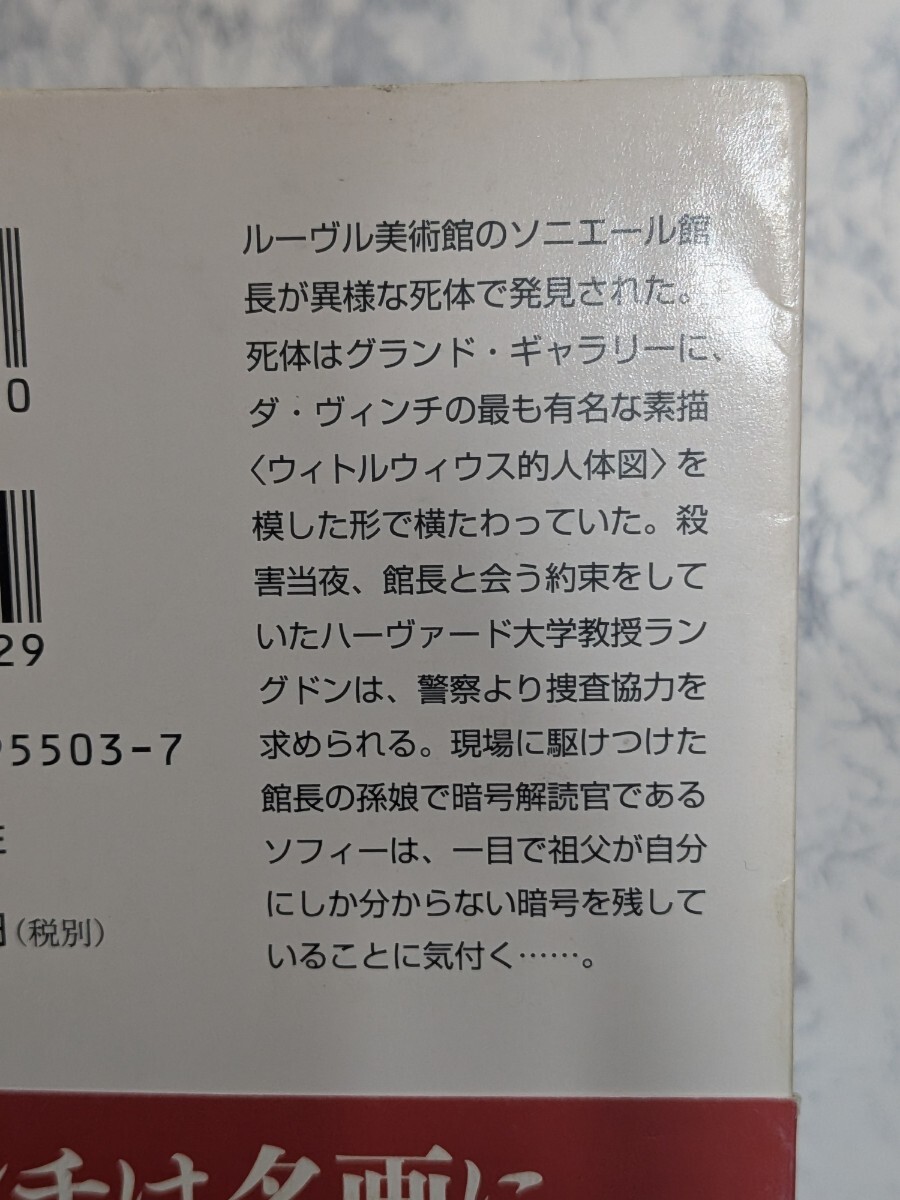 ルーヴル美術館のソニエール館
長が異様な死体で発見された。
死体はグランド・ギャラリーに、
ダ・ヴィンチの最も有名な素描
〈ウィトルウィウス的人体図〉を
模した形で横たわっていた。殺
害当夜、館長と会う約束をして
いたハーヴァード大学教授ラン
グドンは、警察より捜査協力を
求められる。現場に駆けつけた
館長の孫娘で暗号解読官である
ソフィーは、一目で祖父が自分
にしか分からない暗号を残して
いることに気付く……。
0
29
5503-7
(税別)
チは名画に